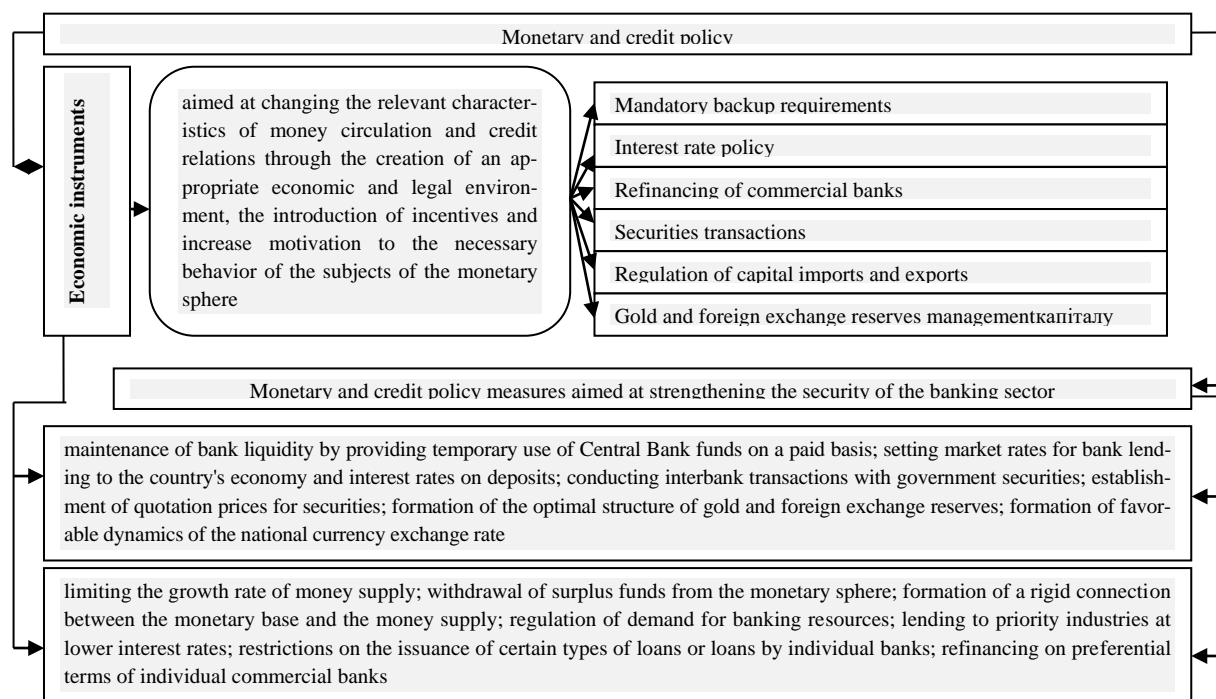 Monetary and credit policy
Economic instruments
aimed at changing the relevant character-
istics of money circulation and credit
relations through the creation of an ap-
propriate economic and legal environ-
ment, the introduction of incentives and
increase motivation to the necessary
behavior of the subjects of the monetary
sphere
Mandatory backup requirements
Interest rate policy
Refinancing of commercial banks
Securities transactions
Regulation of capital imports and exports
Gold and foreign exchange reserves managementкапіталу
Monetary and credit policy measures aimed at strengthening the security of the banking sector
maintenance of bank liquidity by providing temporary use of Central Bank funds on a paid basis; setting market rates for bank lend-
ing to the country's economy and interest rates on deposits; conducting interbank transactions with government securities; establish-
ment of quotation prices for securities; formation of the optimal structure of gold and foreign exchange reserves; formation of favor-
able dynamics of the national currency exchange rate
limiting the growth rate of money supply; withdrawal of surplus funds from the monetary sphere; formation of a rigid connection
between the monetary base and the money supply; regulation of demand for banking resources; lending to priority industries at
lower interest rates; restrictions on the issuance of certain types of loans or loans by individual banks; refinancing on preferential
terms of individual commercial banks